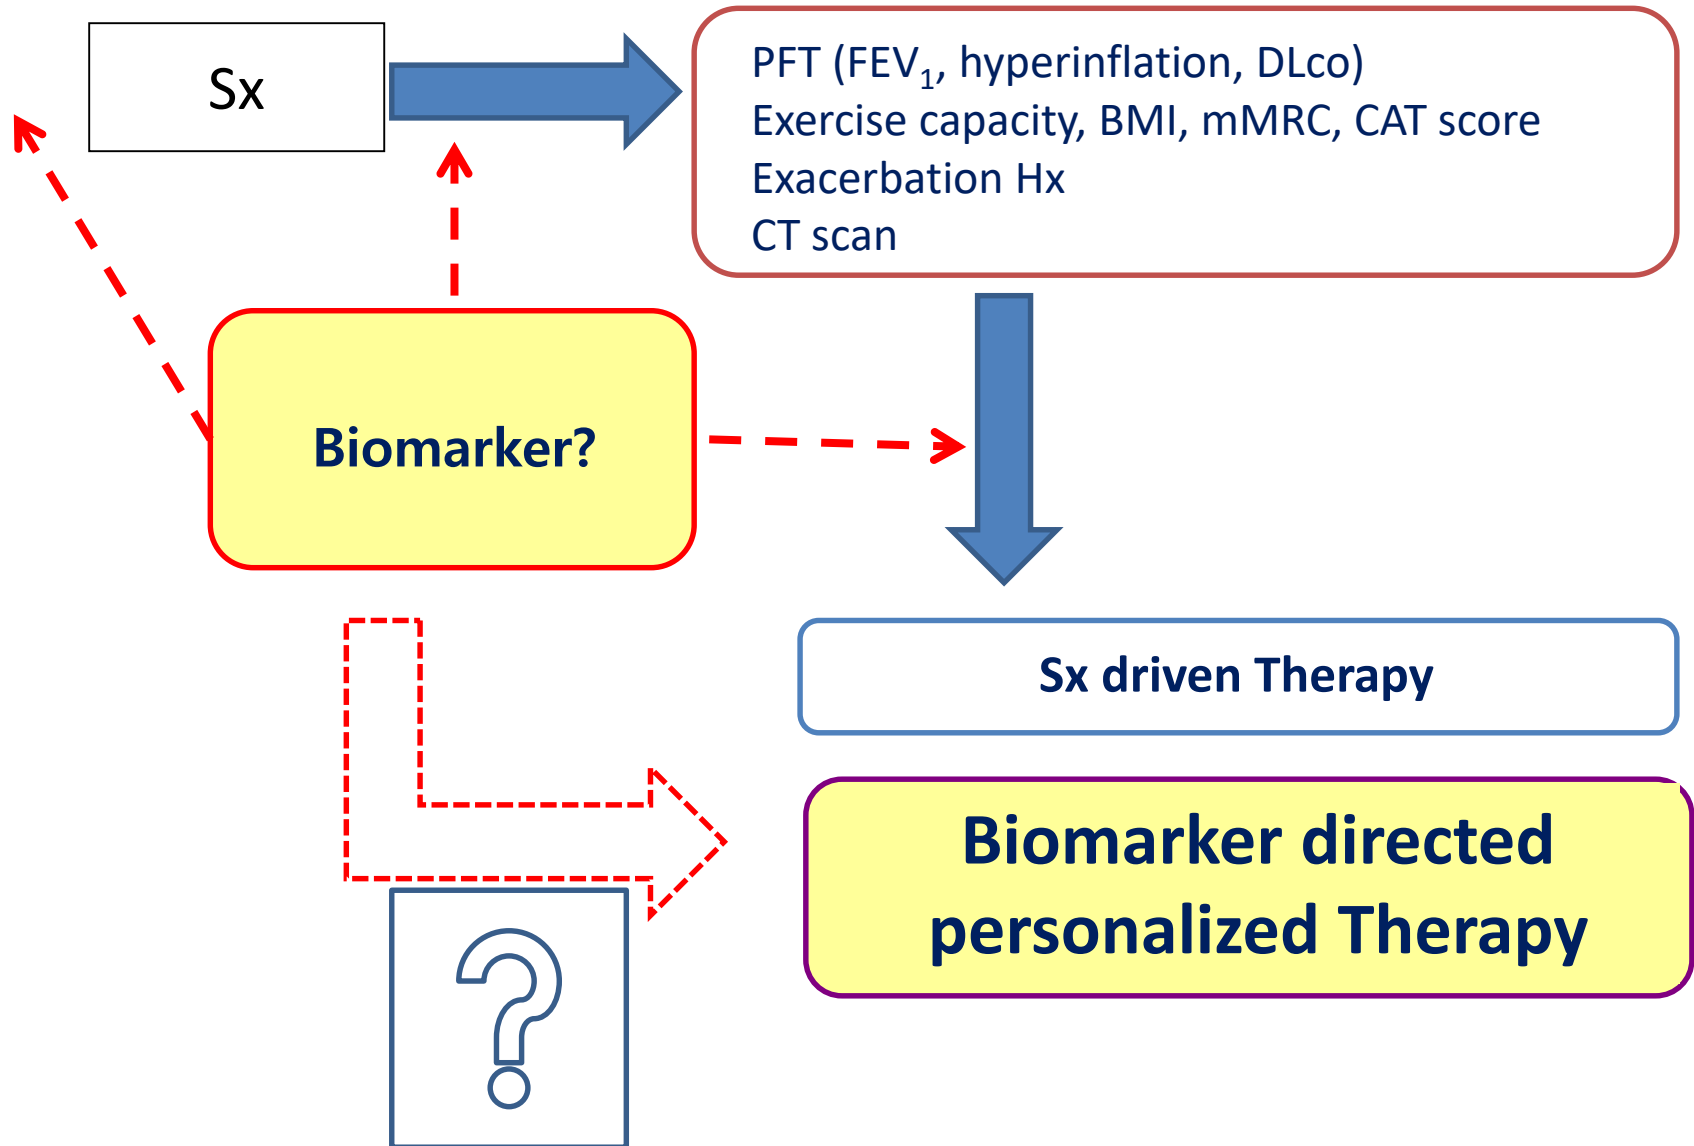 Sx
PFT (FEV₁, hyperinflation, DLco)
Exercise capacity, BMI, mMRC, CAT score
Exacerbation Hx
CT scan
Biomarker?
Sx driven Therapy
Biomarker directed
personalized Therapy
?